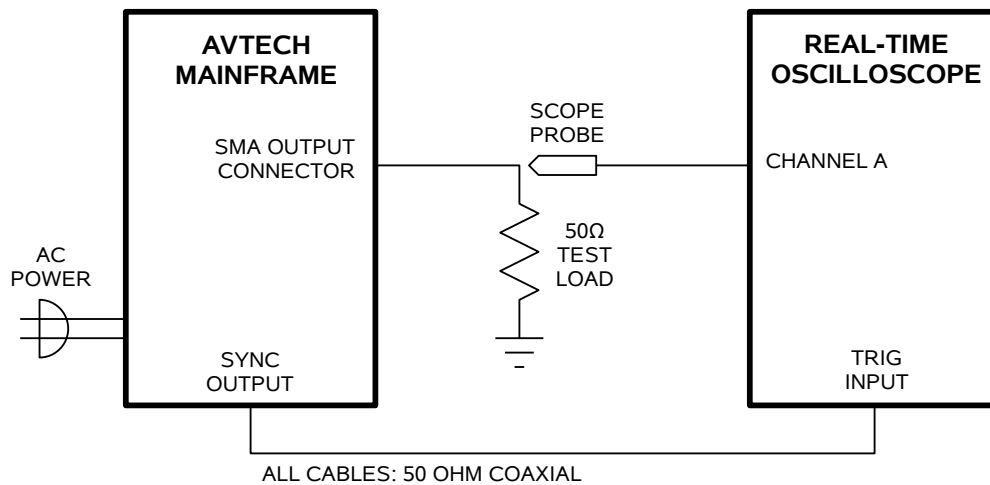 AVTECH
MAINFRAME
SMA OUTPUT
CONNECTOR
AC
POWER
SYNC
OUTPUT
SCOPE
PROBE
50Ω
TEST
LOAD
REAL-TIME
OSCILLOSCOPE
CHANNEL A
TRIG
INPUT
ALL CABLES: 50 OHM COAXIAL